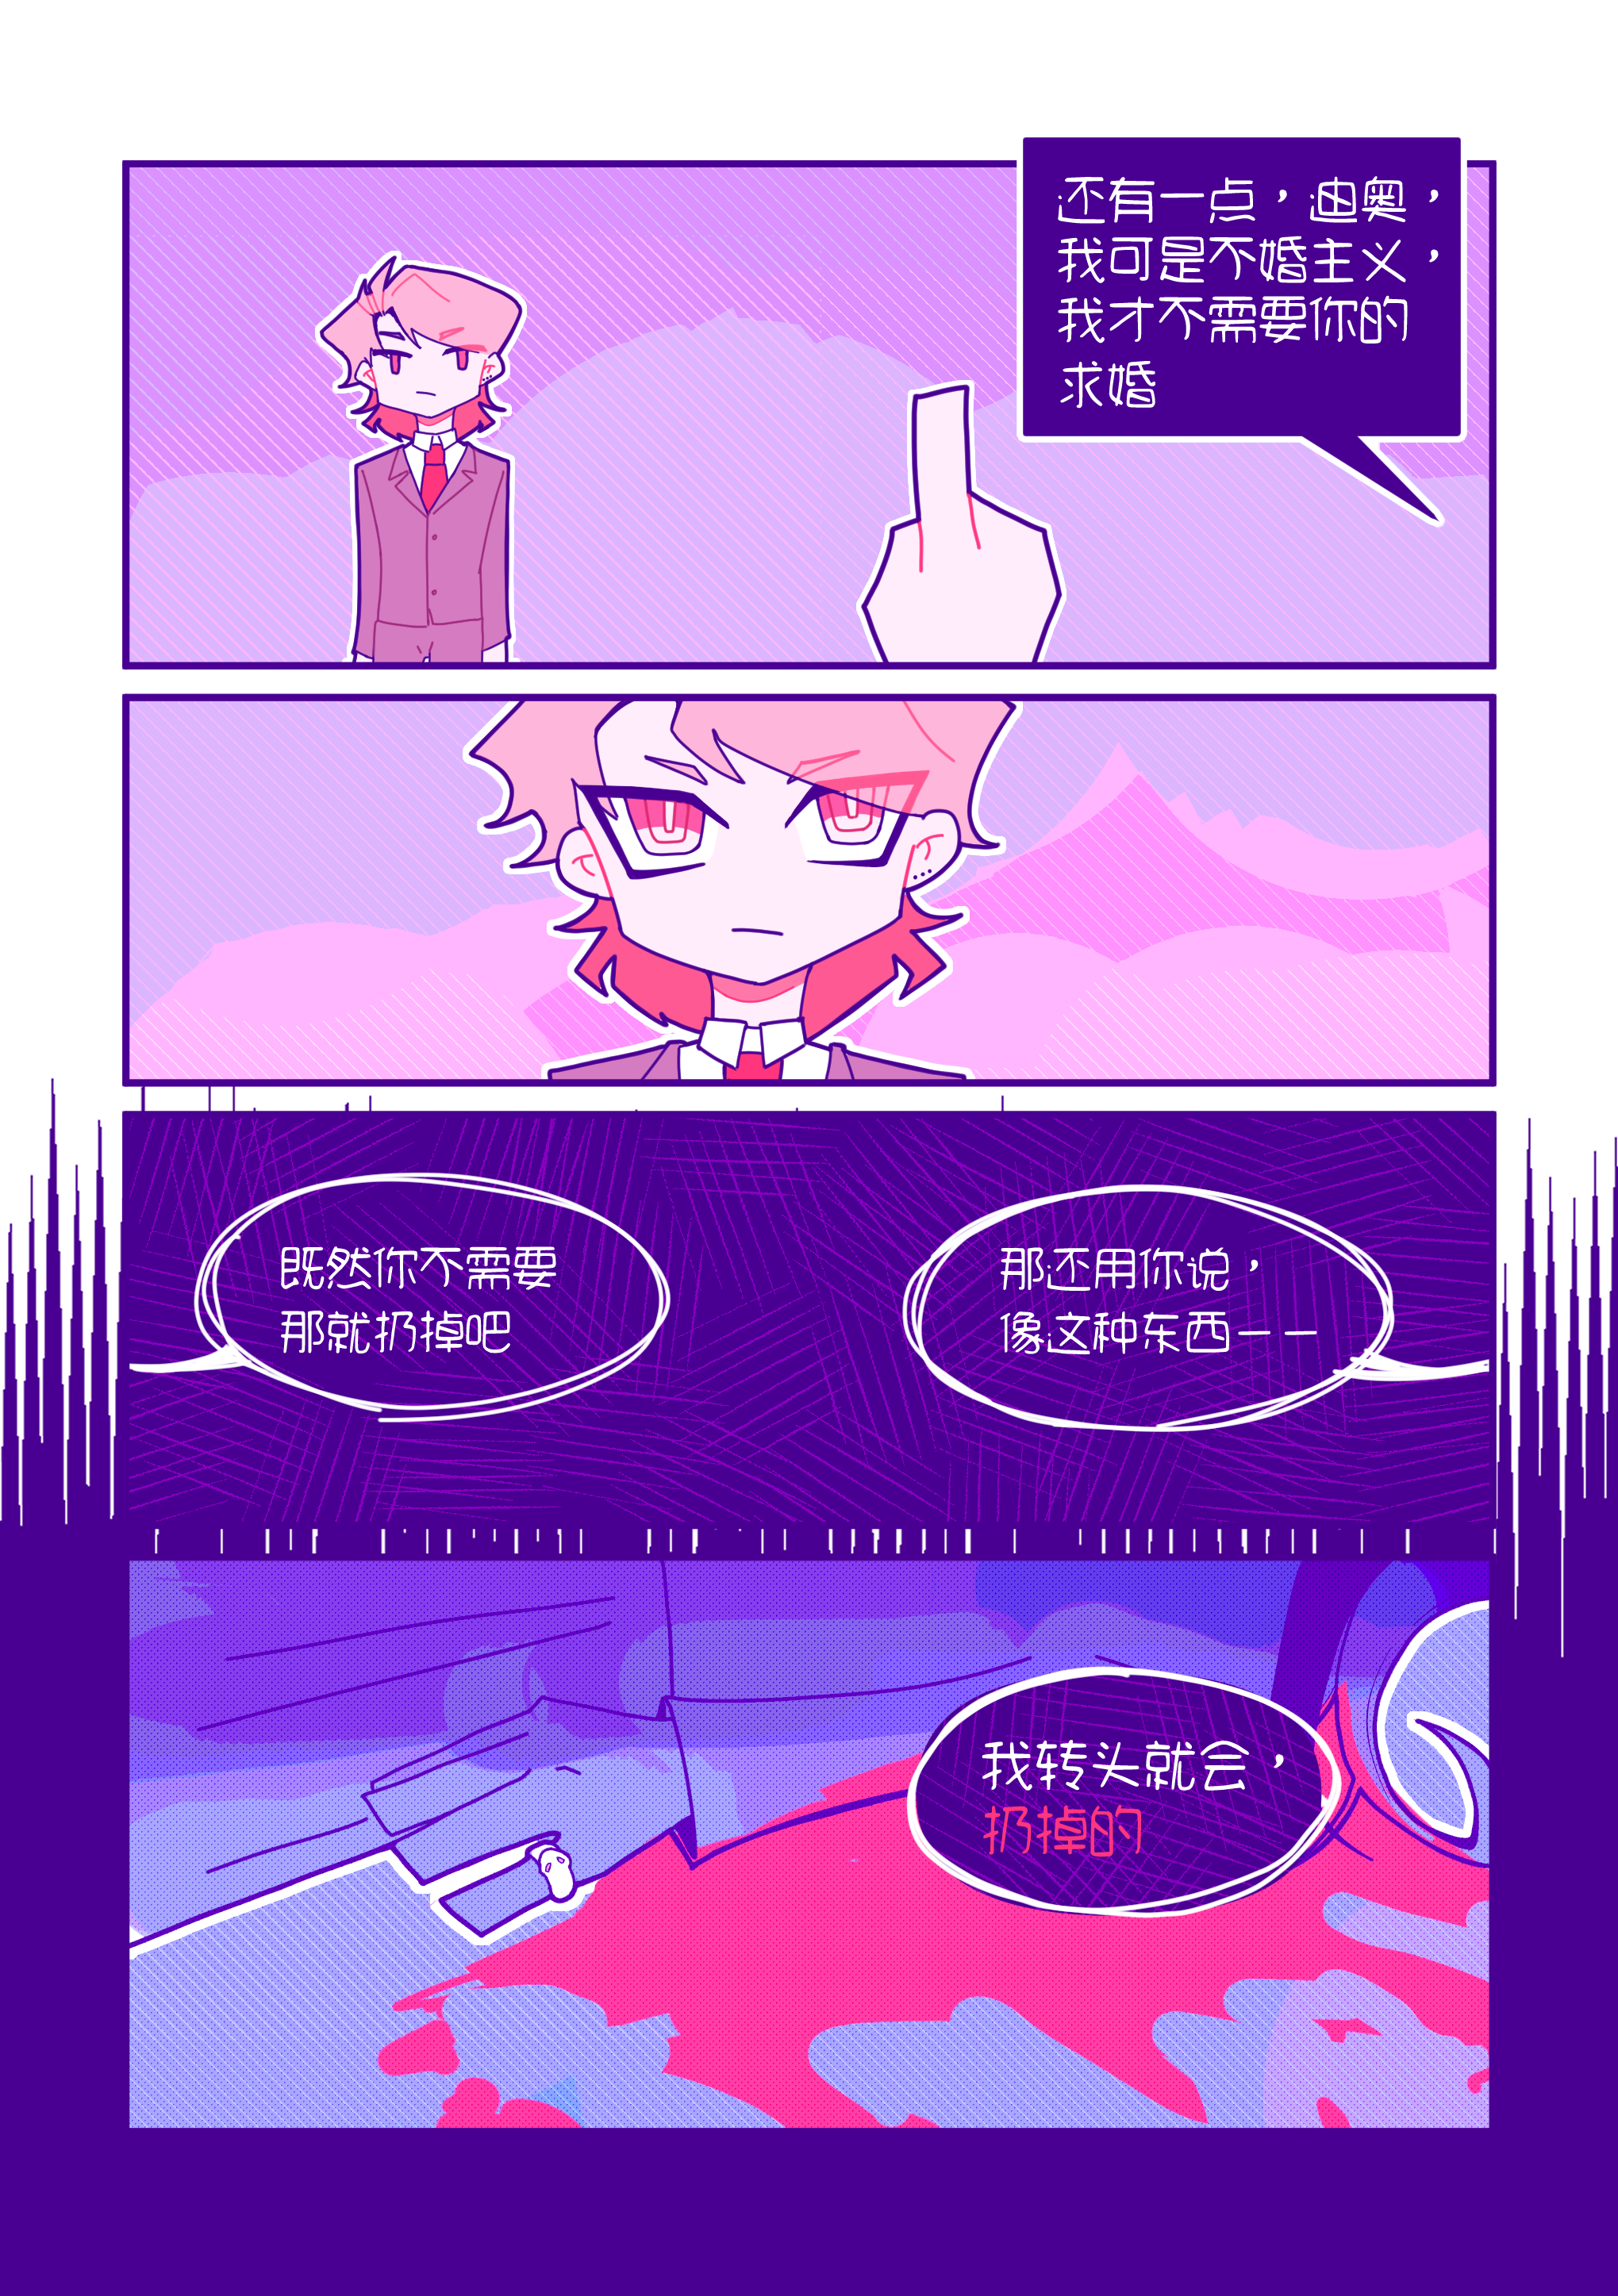 还有一点，迪奥，
我可是不婚主义，
我才不需要你的
求婚
既然你不需要
那就扔掉吧
那还用你说，
像这种东西——
我转头就会，
扔掉的